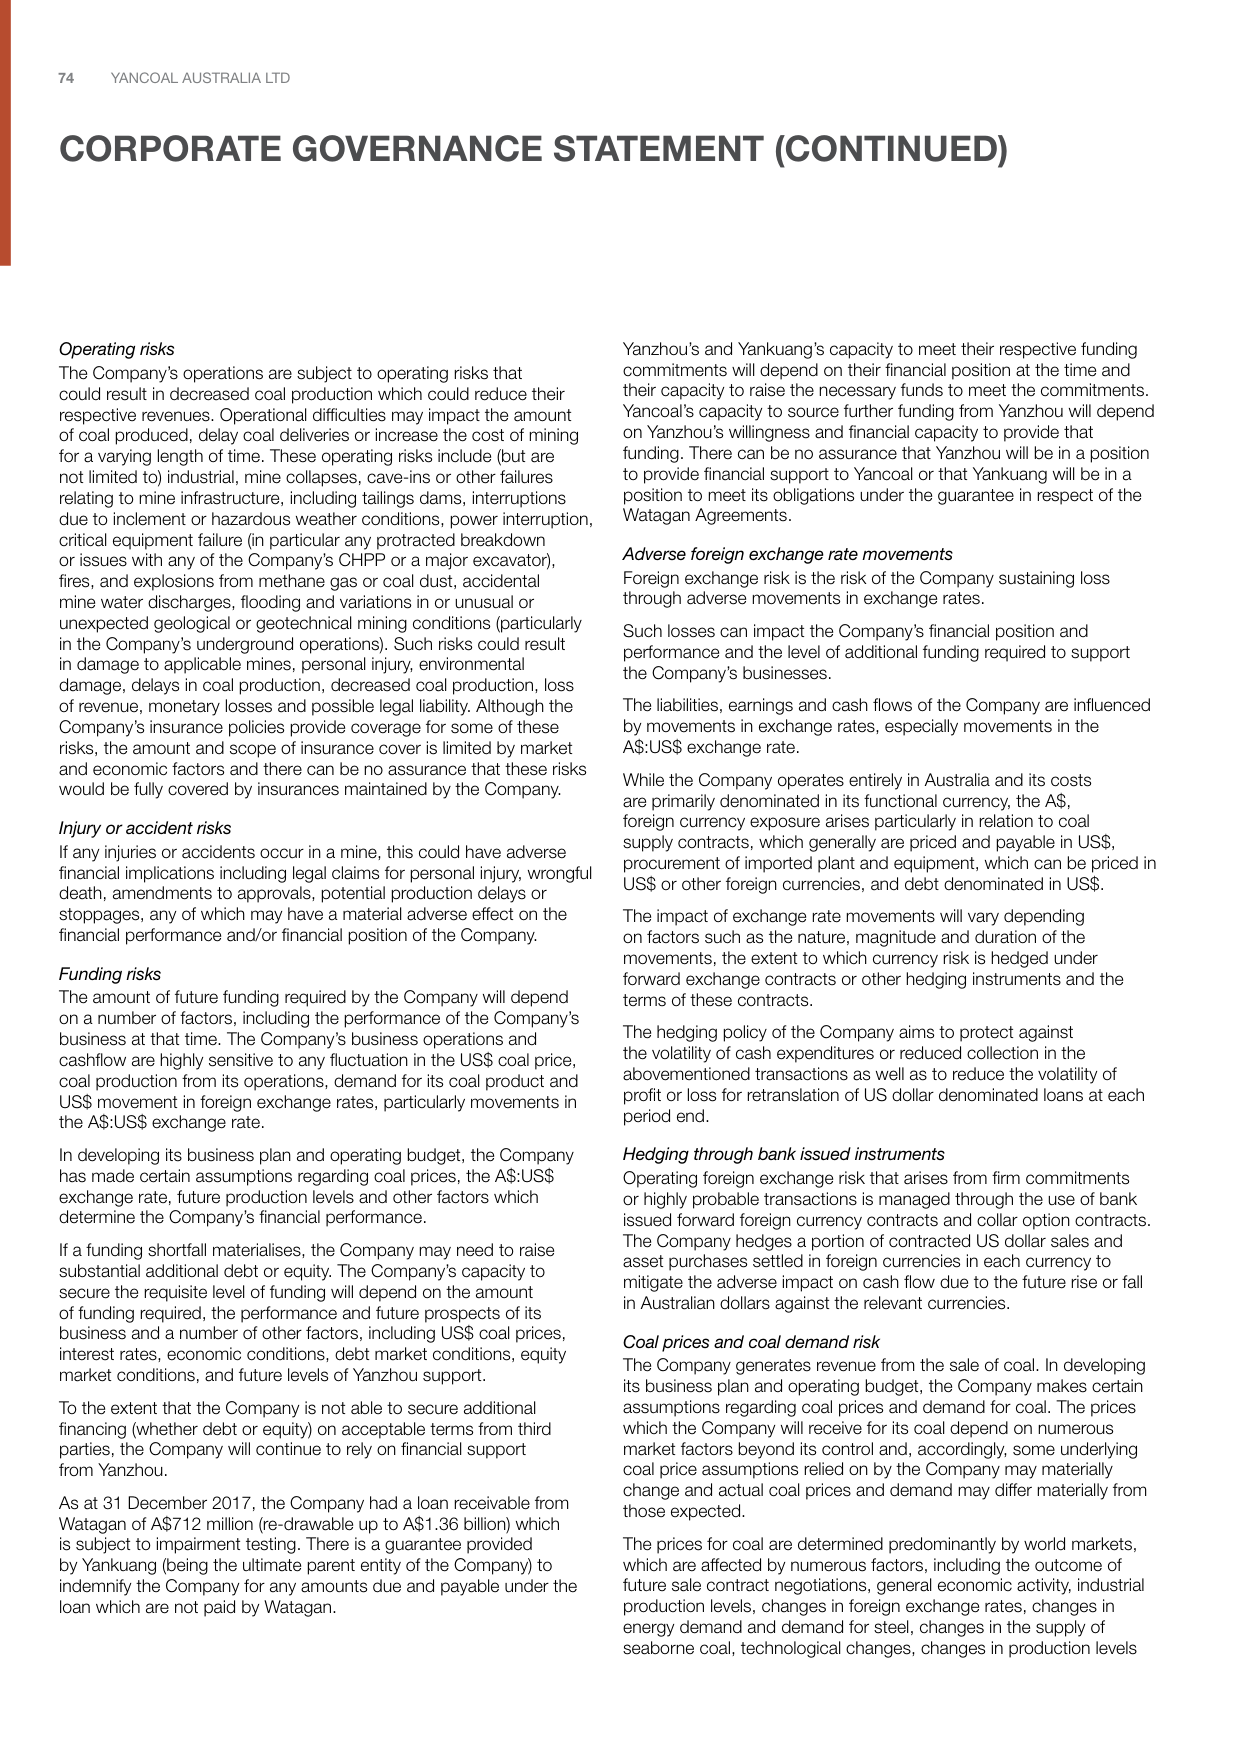 74 YANCOAL AUSTRALIA LTD
CORPORATE GOVERNANCE STATEMENT (CONTINUED)
Operating risks
The Company's operations are subject to operating risks that
could result in decreased coal production which could reduce their
respective revenues. Operational difficulties may impact the amount
of coal produced, delay coal deliveries or increase the cost of mining
for a varying length of time. These operating risks include (but are
not limited to) industrial, mine collapses, cave-ins or other failures
relating to mine infrastructure, including tailings dams, interruptions
due to inclement or hazardous weather conditions, power interruption,
critical equipment failure (in particular any protracted breakdown
or issues with any of the Company's CHPP or a major excavator),
fires, and explosions from methane gas or coal dust, accidental
mine water discharges, flooding and variations in or unusual or
unexpected geological or geotechnical mining conditions (particularly
in the Company's underground operations). Such risks could result
in damage to applicable mines, personal injury, environmental
damage, delays in coal production, decreased coal production, loss
of revenue, monetary losses and possible legal liability. Although the
Company's insurance policies provide coverage for some of these
risks, the amount and scope of insurance cover is limited by market
and economic factors and there can be no assurance that these risks
would be fully covered by insurances maintained by the Company.
Injury or accident risks
If any injuries or accidents occur in a mine, this could have adverse
financial implications including legal claims for personal injury, wrongful
death, amendments to approvals, potential production delays or
stoppages, any of which may have a material adverse effect on the
financial performance and/or financial position of the Company.
Funding risks
The amount of future funding required by the Company will depend
on a number of factors, including the performance of the Company's
business at that time. The Company's business operations and
cashflow are highly sensitive to any fluctuation in the US$ coal price,
coal production from its operations, demand for its coal product and
US$ movement in foreign exchange rates, particularly movements in
the A$:US$ exchange rate.
In developing its business plan and operating budget, the Company
has made certain assumptions regarding coal prices, the A$:US$
exchange rate, future production levels and other factors which
determine the Company's financial performance.
If a funding shortfall materialises, the Company may need to raise
substantial additional debt or equity. The Company's capacity to
secure the requisite level of funding will depend on the amount
of funding required, the performance and future prospects of its
business and a number of other factors, including US$ coal prices,
interest rates, economic conditions, debt market conditions, equity
market conditions, and future levels of Yanzhou support.
To the extent that the Company is not able to secure additional
financing (whether debt or equity) on acceptable terms from third
parties, the Company will continue to rely on financial support
from Yanzhou.
As at 31 December 2017, the Company had a loan receivable from
Watagan of A$712 million (re-drawable up to A$1.36 billion) which
is subject to impairment testing. There is a guarantee provided
by Yankuang (being the ultimate parent entity of the Company) to
indemnify the Company for any amounts due and payable under the
loan which are not paid by Watagan.
Yanzhou's and Yankuang's capacity to meet their respective funding
commitments will depend on their financial position at the time and
their capacity to raise the necessary funds to meet the commitments.
Yancoal's capacity to source further funding from Yanzhou will depend
on Yanzhou's willingness and financial capacity to provide that
funding. There can be no assurance that Yanzhou will be in a position
to provide financial support to Yancoal or that Yankuang will be in a
position to meet its obligations under the guarantee in respect of the
Watagan Agreements.
Adverse foreign exchange rate movements
Foreign exchange risk is the risk of the Company sustaining loss
through adverse movements in exchange rates.
Such losses can impact the Company's financial position and
performance and the level of additional funding required to support
the Company's businesses.
The liabilities, earnings and cash flows of the Company are influenced
by movements in exchange rates, especially movements in the
A$:US$ exchange rate.
While the Company operates entirely in Australia and its costs
are primarily denominated in its functional currency, the A$,
foreign currency exposure arises particularly in relation to coal
supply contracts, which generally are priced and payable in US$,
procurement of imported plant and equipment, which can be priced in
US$ or other foreign currencies, and debt denominated in US$.
The impact of exchange rate movements will vary depending
on factors such as the nature, magnitude and duration of the
movements, the extent to which currency risk is hedged under
forward exchange contracts or other hedging instruments and the
terms of these contracts.
The hedging policy of the Company aims to protect against
the volatility of cash expenditures or reduced collection in the
abovementioned transactions as well as to reduce the volatility of
profit or loss for retranslation of US dollar denominated loans at each
period end.
Hedging through bank issued instruments
Operating foreign exchange risk that arises from firm commitments
or highly probable transactions is managed through the use of bank
issued forward foreign currency contracts and collar option contracts.
The Company hedges a portion of contracted US dollar sales and
asset purchases settled in foreign currencies in each currency to
mitigate the adverse impact on cash flow due to the future rise or fall
in Australian dollars against the relevant currencies.
Coal prices and coal demand risk
The Company generates revenue from the sale of coal. In developing
its business plan and operating budget, the Company makes certain
assumptions regarding coal prices and demand for coal. The prices
which the Company will receive for its coal depend on numerous
market factors beyond its control and, accordingly, some underlying
coal price assumptions relied on by the Company may materially
change and actual coal prices and demand may differ materially from
those expected.
The prices for coal are determined predominantly by world markets,
which are affected by numerous factors, including the outcome of
future sale contract negotiations, general economic activity, industrial
production levels, changes in foreign exchange rates, changes in
energy demand and demand for steel, changes in the supply of
seaborne coal, technological changes, changes in production levels